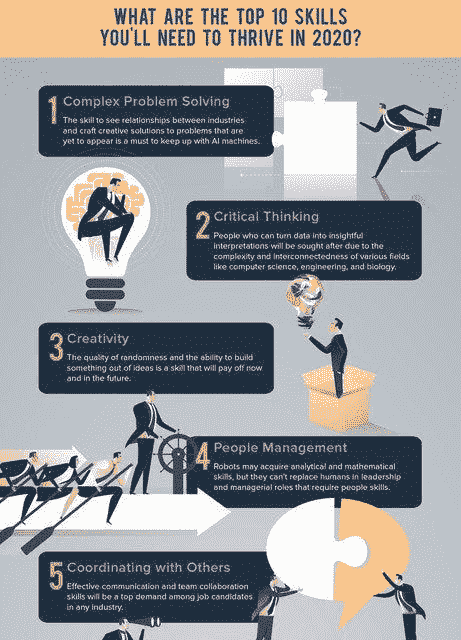 WHAT ARE THE TOP 10 SKILLS
YOU'LL NEED TO THRIVE IN 2020?
1 Complex Problem Solving
The skill to see relationships between industries
and craft creative solutions to problems that are
yet to appear is a must to keep up with AI machines.
2 Critical Thinking
People who can turn data into insightful
interpretations will be sought after due to the
complexity and interconnectedness of various fields
like computer science, engineering, and biology.
3 Creativity
The quality of randomness and the ability to build
something out of ideas is a skill that will pay off now
and in the future.
4 People Management
Robots may acquire analytical and mathematical
skills, but they can't replace humans in leadership
and managerial roles that require people skills.
5 Coordinating with Others
Effective communication and team collaboration
skills will be a top demand among job candidates
in any industry.